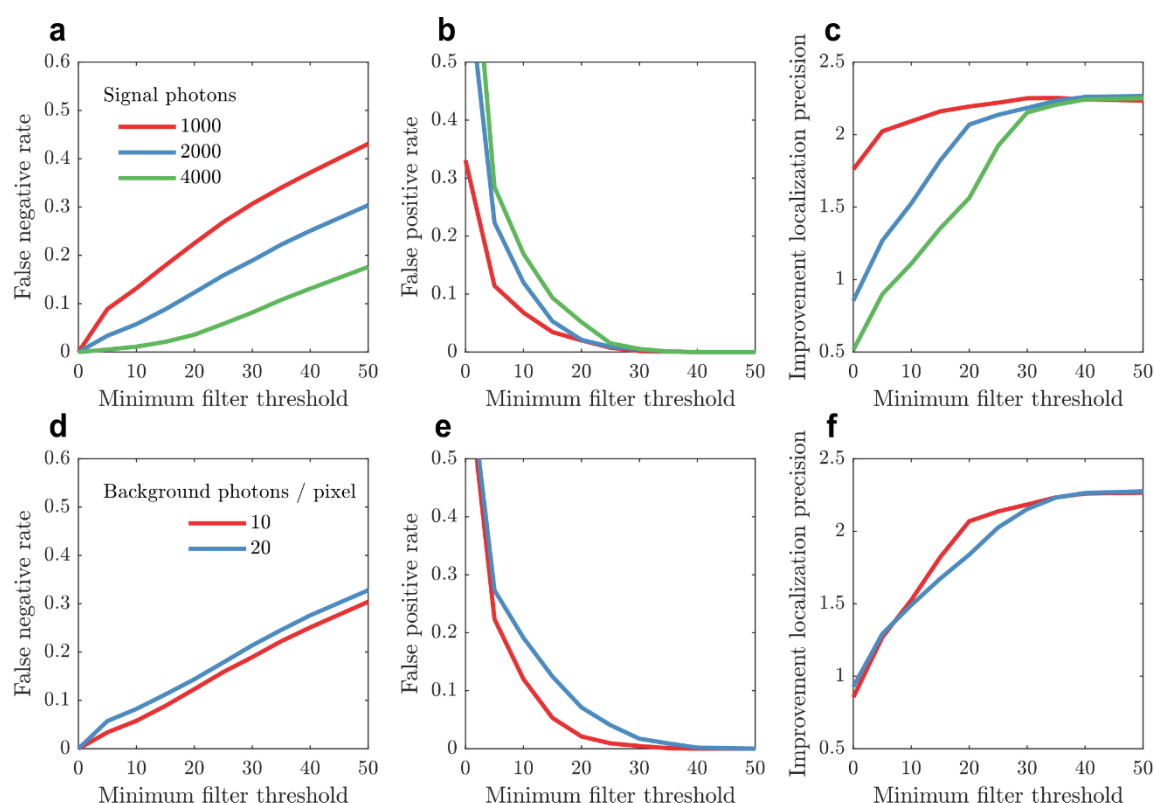 a
False negative rate
0.6
0.5
0.4
0.3
0.2
0.1
0
Signal photons
1000
2000
4000
0 10 20 30 40 50
Minimum filter threshold
b
False positive rate
0.5
0.4
0.3
0.2
0.1
0
0 10 20 30 40 50
Minimum filter threshold
c
Improvement localization precision
2.5
2
1.5
1
0.5
0 10 20 30 40 50
Minimum filter threshold
d
False negative rate
0.6
0.5
0.4
0.3
0.2
0.1
0
Background photons / pixel
10
20
0 10 20 30 40 50
Minimum filter threshold
e
False positive rate
0.5
0.4
0.3
0.2
0.1
0
0 10 20 30 40 50
Minimum filter threshold
f
Improvement localization precision
2.5
2
1.5
1
0.5
0 10 20 30 40 50
Minimum filter threshold